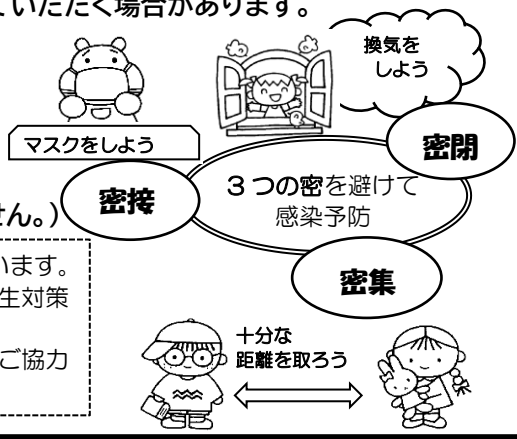 ていただく場合があります。
換気を
しよう
マスクをしよう
密閉
密接
３つの密を避けて
感染予防
せん。)
密集
います。
生対策
ご協力
十分な
距離を取ろう